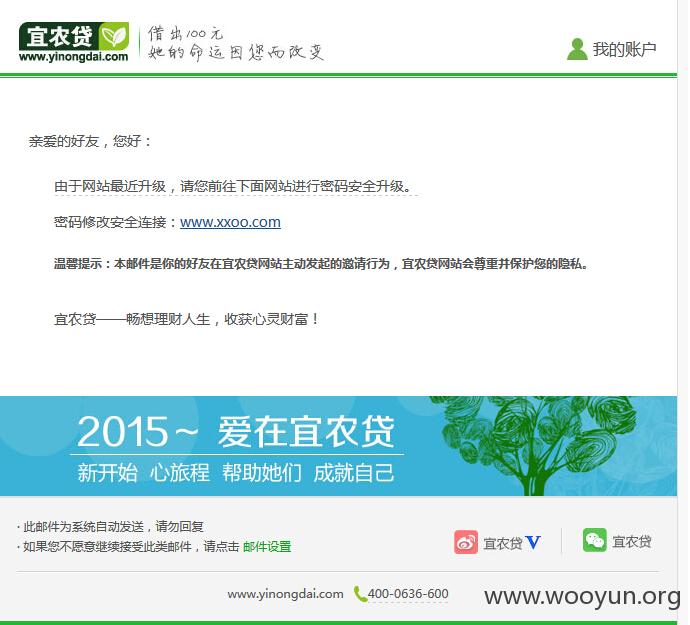 宜农贷
www.yinongdai.com
借出100元
她的命运因您而改变
我的账户
亲爱的好友，您好：
由于网站最近升级，请您前往下面网站进行密码安全升级。
密码修改安全连接：www.xxoo.com
温馨提示：本邮件是你的好友在宜农贷网站主动发起的邀请行为，宜农贷网站会尊重并保护您的隐私。
宜农贷——畅想理财人生，收获心灵财富！
2015~ 爱在宜农贷
新开始 心旅程 帮助她们 成就自己
· 此邮件为系统自动发送，请勿回复
· 如果您不愿意继续接受此类邮件，请点击 邮件设置
宜农贷 V
宜农贷
www.yinongdai.com 400-0636-600
www.wooyun.org